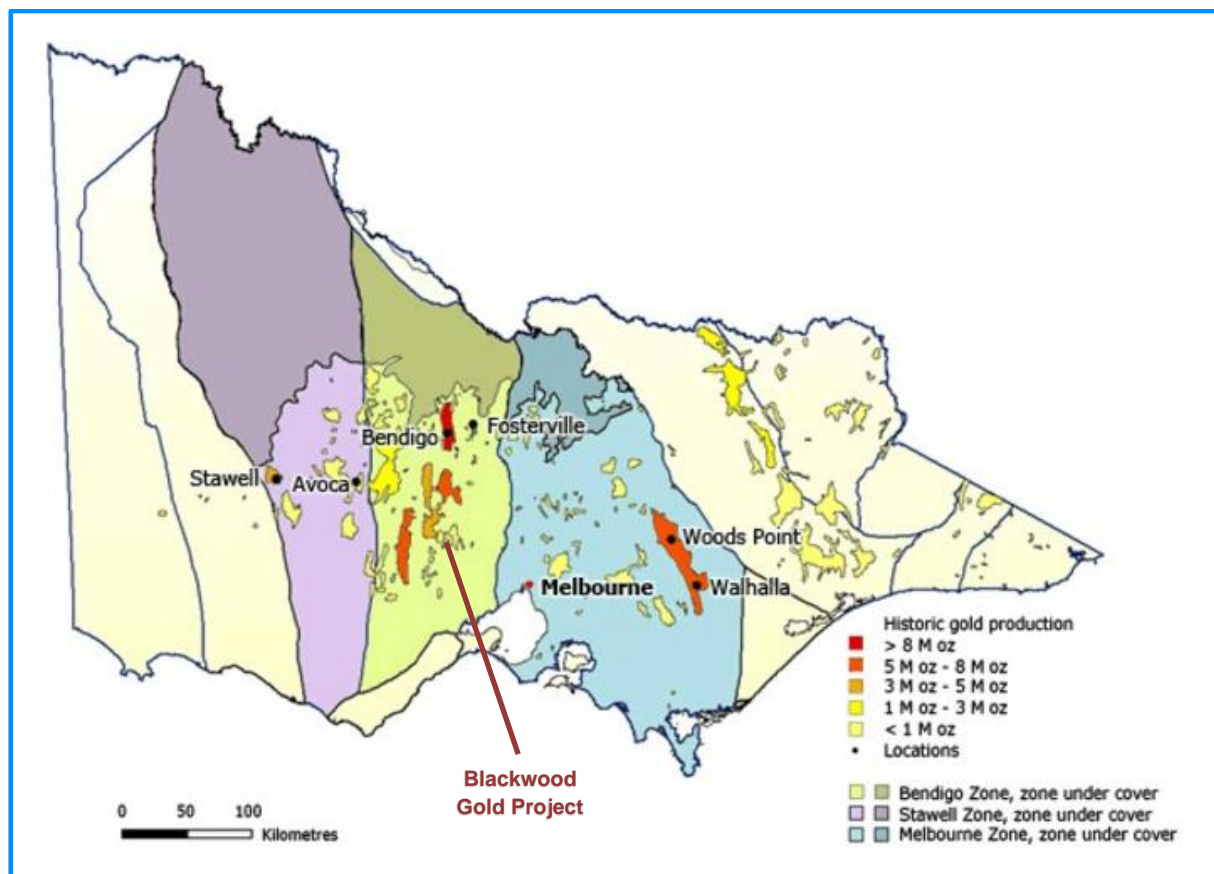 Bendigo
Fosterville
Stawell
Avoca
Woods Point
Melbourne
Walhalla
Blackwood
Gold Project
Historic gold production
> 8 M oz
5 M oz - 8 M oz
3 M oz - 5 M oz
1 M oz - 3 M oz
< 1 M oz
Locations
Bendigo Zone, zone under cover
Stawell Zone, zone under cover
Melbourne Zone, zone under cover
0 50 100
Kilometres